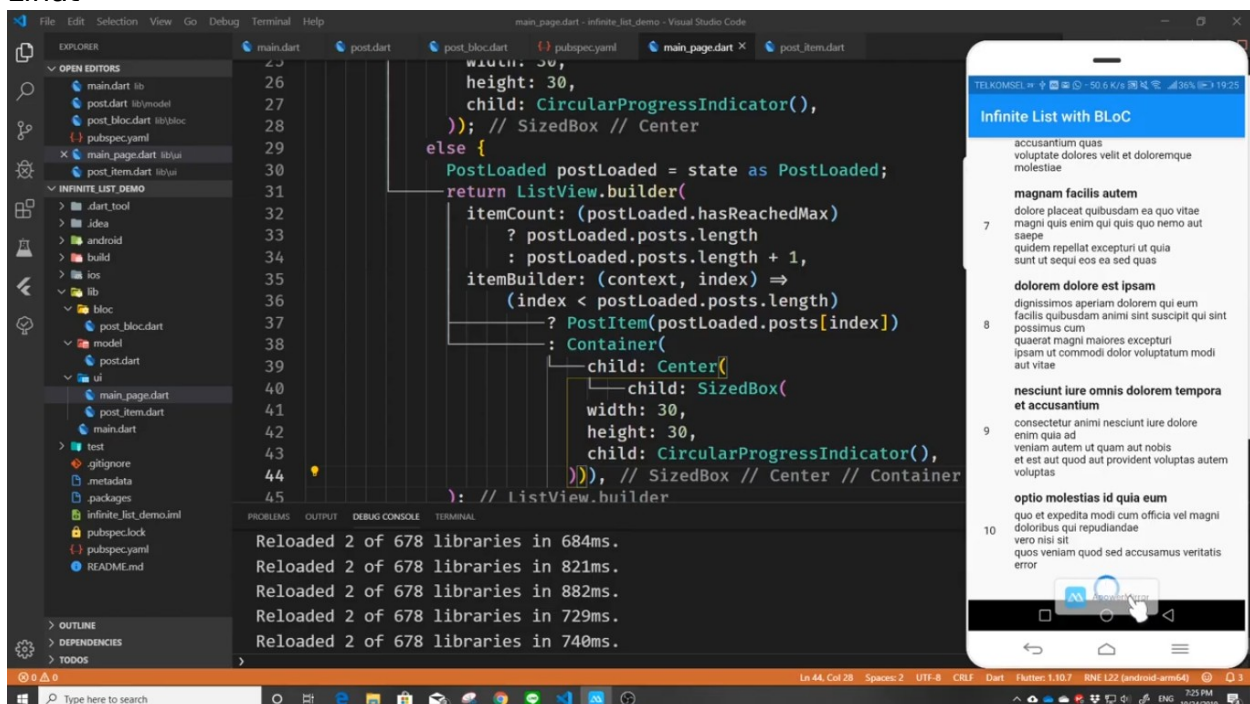 File Edit Selection View Go Debug Terminal Help
main_page.dart - infinite_list_demo - Visual Studio Code
EXPLORER
main.dart post.dart post_bloc.dart pubspec.yaml main_page.dart × post_item.dart
OPEN EDITORS
main.dart lib
post.dart lib\model
post_bloc.dart lib\bloc
pubspec.yaml
× main_page.dart lib\ui
post_item.dart lib\ui
INFINITE_LIST_DEMO
.dart_tool
.idea
android
build
ios
lib
bloc
post_bloc.dart
model
post.dart
ui
main_page.dart
post_item.dart
main.dart
test
.gitignore
.metadata
.packages
infinite_list_demo.iml
pubspec.lock
pubspec.yaml
README.md
OUTLINE
DEPENDENCIES
TODOS
25 width: 30,
26 height: 30,
27 child: CircularProgressIndicator(),
28 )); // SizedBox // Center
29 else {
30 PostLoaded postLoaded = state as PostLoaded;
31 return ListView.builder(
32 itemCount: (postLoaded.hasReachedMax)
33 ? postLoaded.posts.length
34 : postLoaded.posts.length + 1,
35 itemBuilder: (context, index) ⇒
36 (index < postLoaded.posts.length)
37 ? PostItem(postLoaded.posts[index])
38 : Container(
39 child: Center(
40 child: SizedBox(
41 width: 30,
42 height: 30,
43 child: CircularProgressIndicator(),
44 ))), // SizedBox // Center // Container
45 ); // ListView.builder
PROBLEMS OUTPUT DEBUG CONSOLE TERMINAL
Reloaded 2 of 678 libraries in 684ms.
Reloaded 2 of 678 libraries in 821ms.
Reloaded 2 of 678 libraries in 882ms.
Reloaded 2 of 678 libraries in 729ms.
Reloaded 2 of 678 libraries in 740ms.
TELKOMSEL 50.6 K/s 36% 19:25
Infinite List with BLoC
accusantium quas
voluptate dolores velit et doloremque
molestiae
magnam facilis autem
dolore placeat quibusdam ea quo vitae
7 magni quis enim qui quis quo nemo aut
saepe
quidem repellat excepturi ut quia
sunt ut sequi eos ea sed quas
dolorem dolore est ipsam
dignissimos aperiam dolorem qui eum
facilis quibusdam animi sint suscipit qui sint
8 possimus cum
quaerat magni maiores excepturi
ipsam ut commodi dolor voluptatum modi
aut vitae
nesciunt iure omnis dolorem tempora
et accusantium
consectetur animi nesciunt iure dolore
9 enim quia ad
veniam autem ut quam aut nobis
et est aut quod aut provident voluptas autem
voluptas
optio molestias id quia eum
quo et expedita modi cum officia vel magni
10 doloribus qui repudiandae
vero nisi sit
quos veniam quod sed accusamus veritatis
error
0 0 Ln 44, Col 28 Spaces: 2 UTF-8 CRLF Dart Flutter: 1.10.7 RNE L22 (android-arm64) 3
Type here to search ENG 7:25 PM